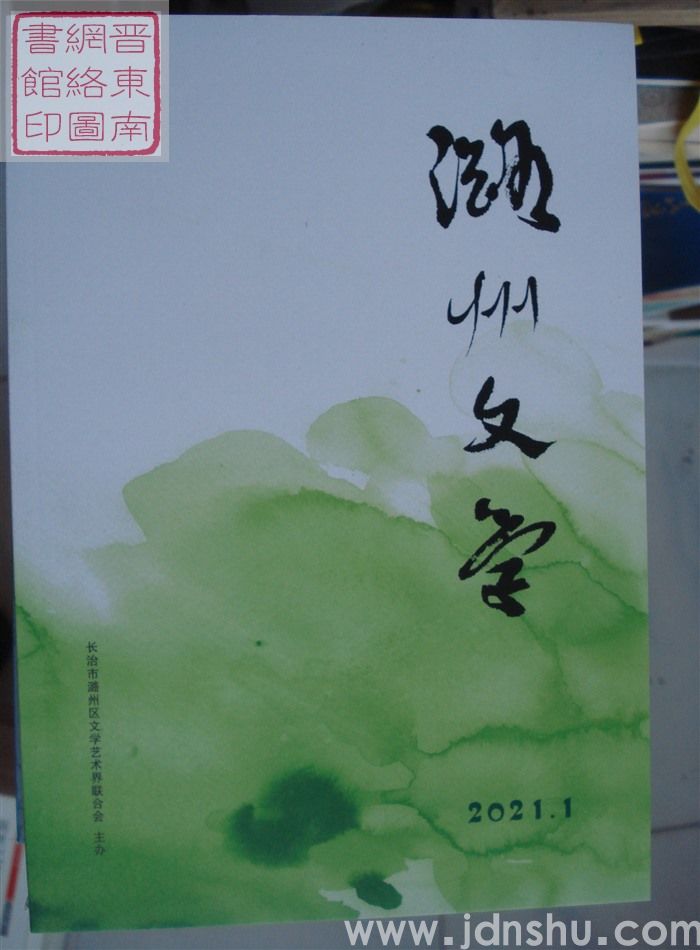 晋東南
網絡圖
書館印
潞州文学
长治市潞州区文学艺术界联合会 主办
2021.1
www.jdnshu.com